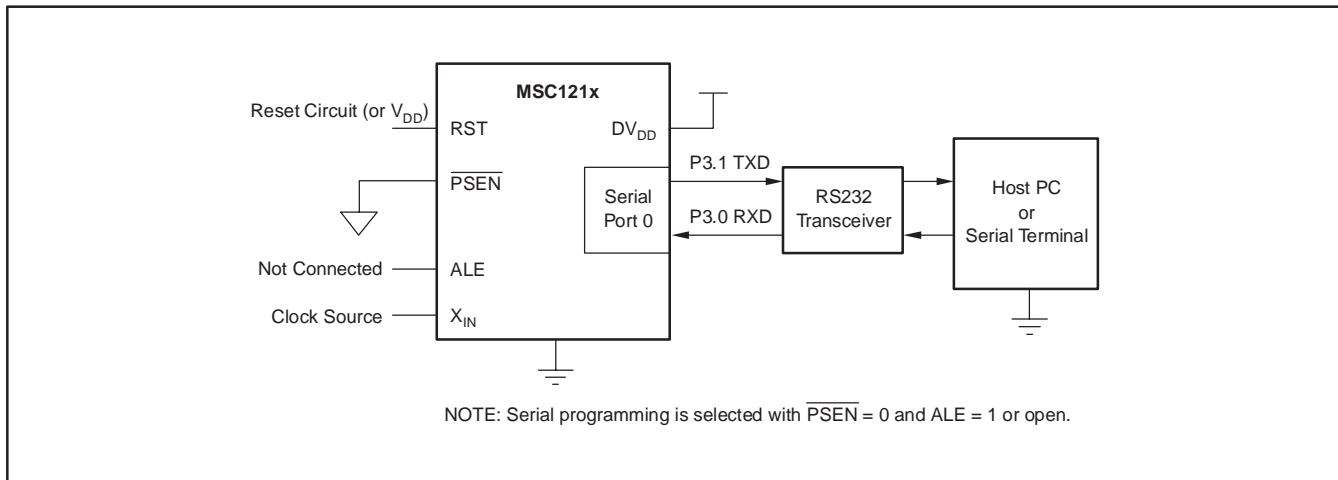 MSC121x
Reset Circuit (or VDD)
RST
DVDD
PSEN
P3.1 TXD
Serial
Port 0
P3.0 RXD
RS232
Transceiver
Host PC
or
Serial Terminal
Not Connected
ALE
Clock Source
XIN
NOTE: Serial programming is selected with PSEN = 0 and ALE = 1 or open.